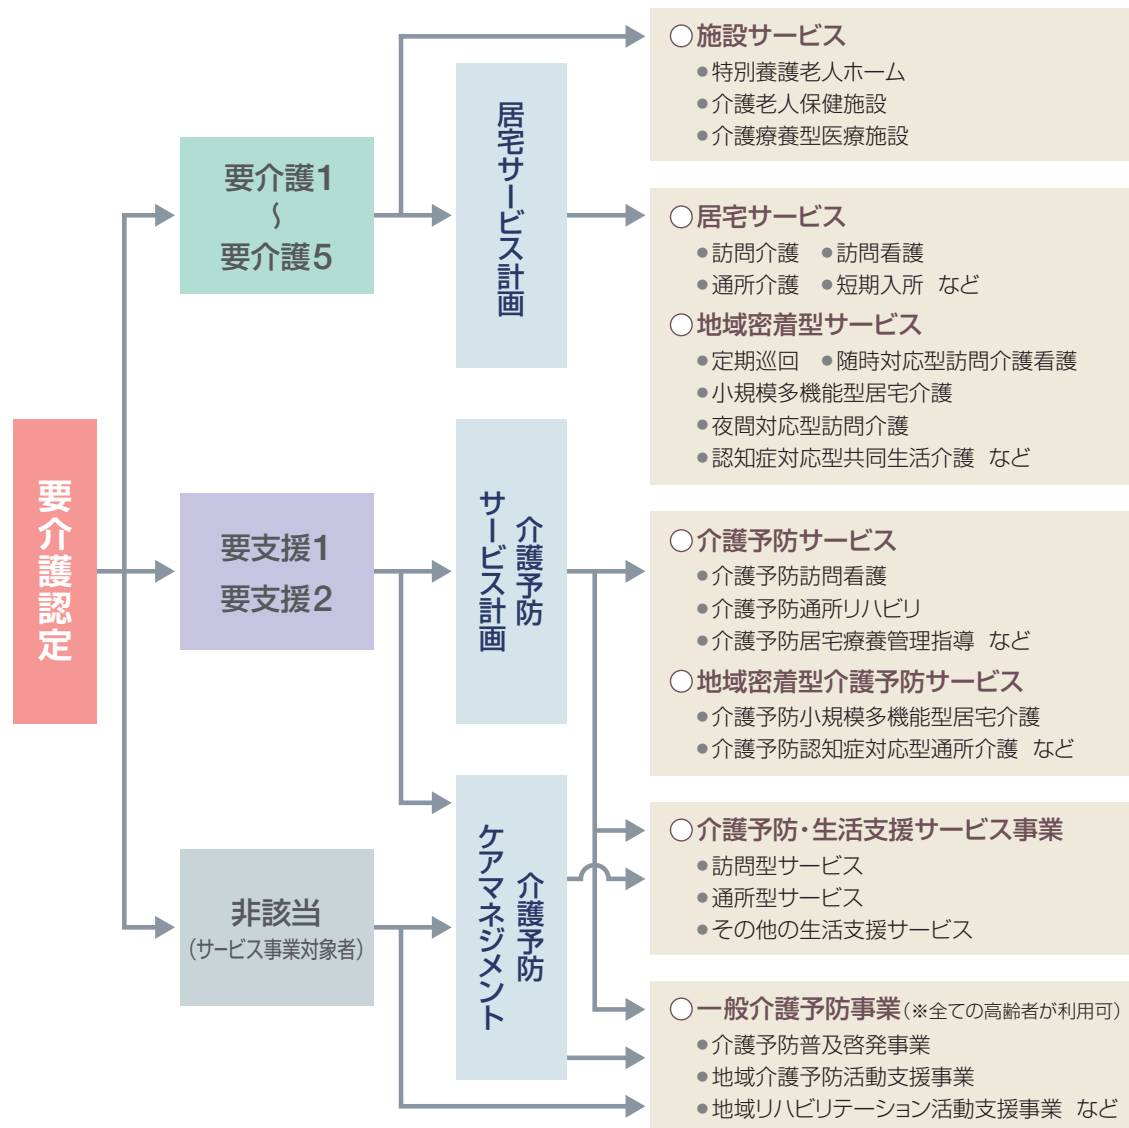 要介護認定
要介護1
〜
要介護5
要支援1
要支援2
非該当
（サービス事業対象者）
居宅サービス計画
介護予防
サービス計画
介護予防
ケアマネジメント
○施設サービス
●特別養護老人ホーム
●介護老人保健施設
●介護療養型医療施設
○居宅サービス
●訪問介護 ●訪問看護
●通所介護 ●短期入所 など
○地域密着型サービス
●定期巡回 ●随時対応型訪問介護看護
●小規模多機能型居宅介護
●夜間対応型訪問介護
●認知症対応型共同生活介護 など
○介護予防サービス
●介護予防訪問看護
●介護予防通所リハビリ
●介護予防居宅療養管理指導 など
○地域密着型介護予防サービス
●介護予防小規模多機能型居宅介護
●介護予防認知症対応型通所介護 など
○介護予防・生活支援サービス事業
●訪問型サービス
●通所型サービス
●その他の生活支援サービス
○一般介護予防事業（※全ての高齢者が利用可）
●介護予防普及啓発事業
●地域介護予防活動支援事業
●地域リハビリテーション活動支援事業 など